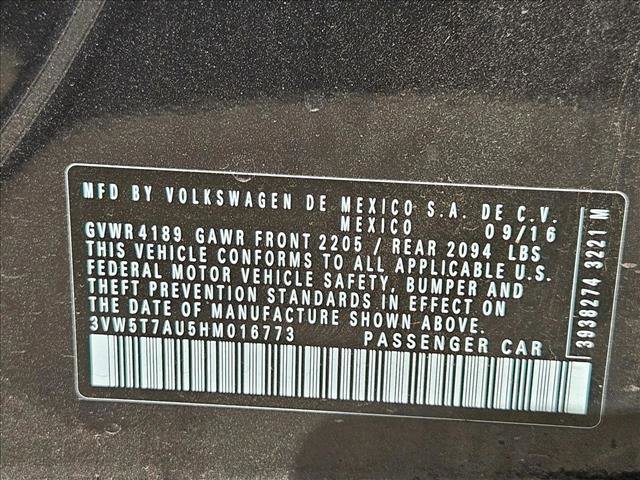 MFD BY VOLKSWAGEN DE MEXICO S.A. DE C.V.
MEXICO 09/16
GVWR 4189 GAWR FRONT 2205 / REAR 2094 LBS
THIS VEHICLE CONFORMS TO ALL APPLICABLE U.S.
FEDERAL MOTOR VEHICLE SAFETY, BUMPER AND
THEFT PREVENTION STANDARDS IN EFFECT ON
THE DATE OF MANUFACTURE SHOWN ABOVE.
3VW5T7AU5HM016773 PASSENGER CAR
3938274 3221 M